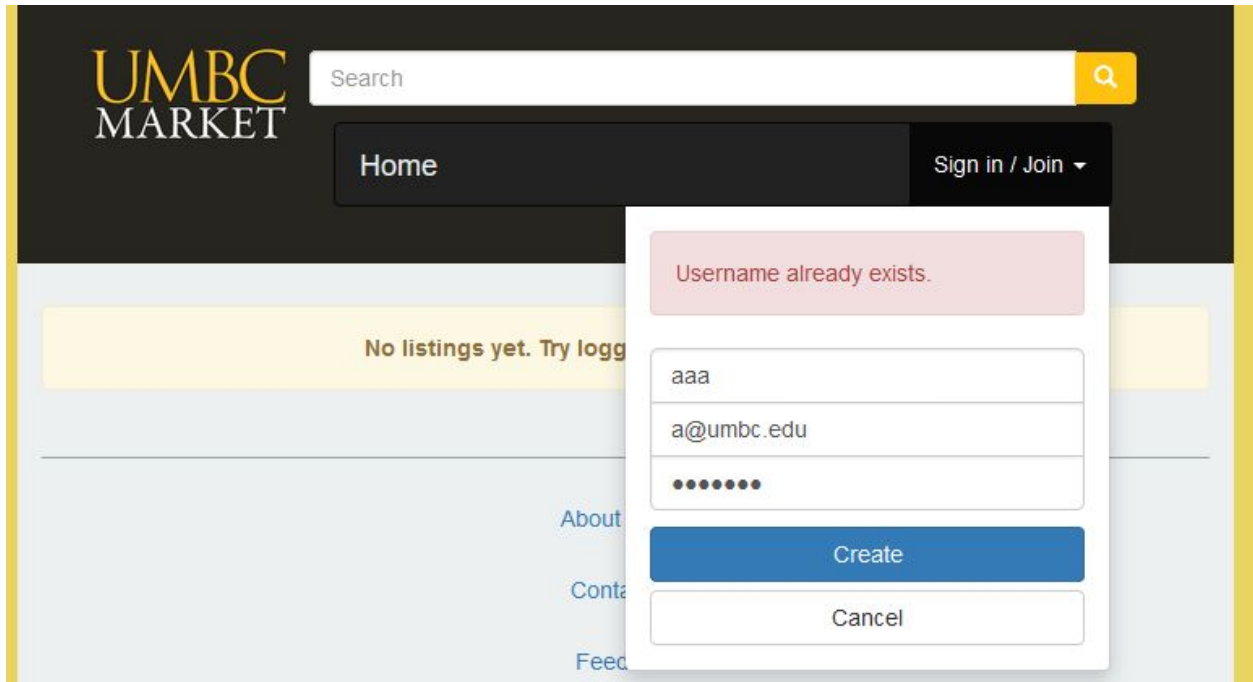 UMBC
MARKET
Search
Home
Sign in / Join
Username already exists.
No listings yet. Try logg
aaa
a@umbc.edu
•••••••
Create
Cancel
About
Conta
Feed